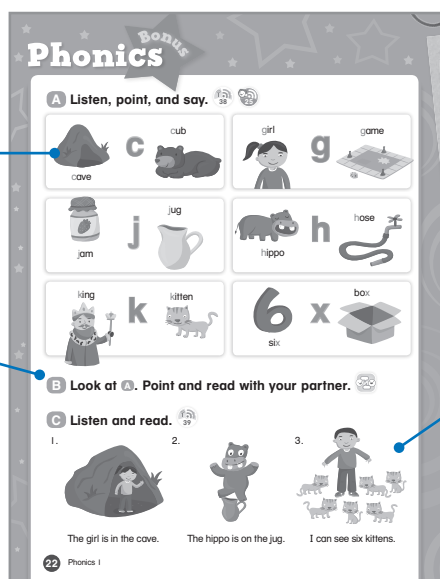 Bonus
Phonics
A Listen, point, and say. 38 25
cave
c
cub
girl
g
game
jam
j
jug
hippo
h
hose
king
k
kitten
6
six
x
box
B Look at A. Point and read with your partner.
C Listen and read. 39
1.
2.
3.
The girl is in the cave.
The hippo is on the jug.
I can see six kittens.
22 Phonics 1